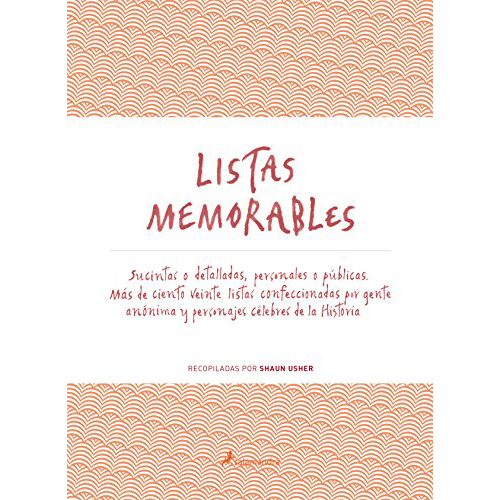 LISTAS
MEMORABLES
Sucintas o detalladas, personales o públicas.
Más de ciento veinte listas confeccionadas por gente
anónima y personajes célebres de la Historia
RECOPILADAS POR SHAUN USHER
salamandra